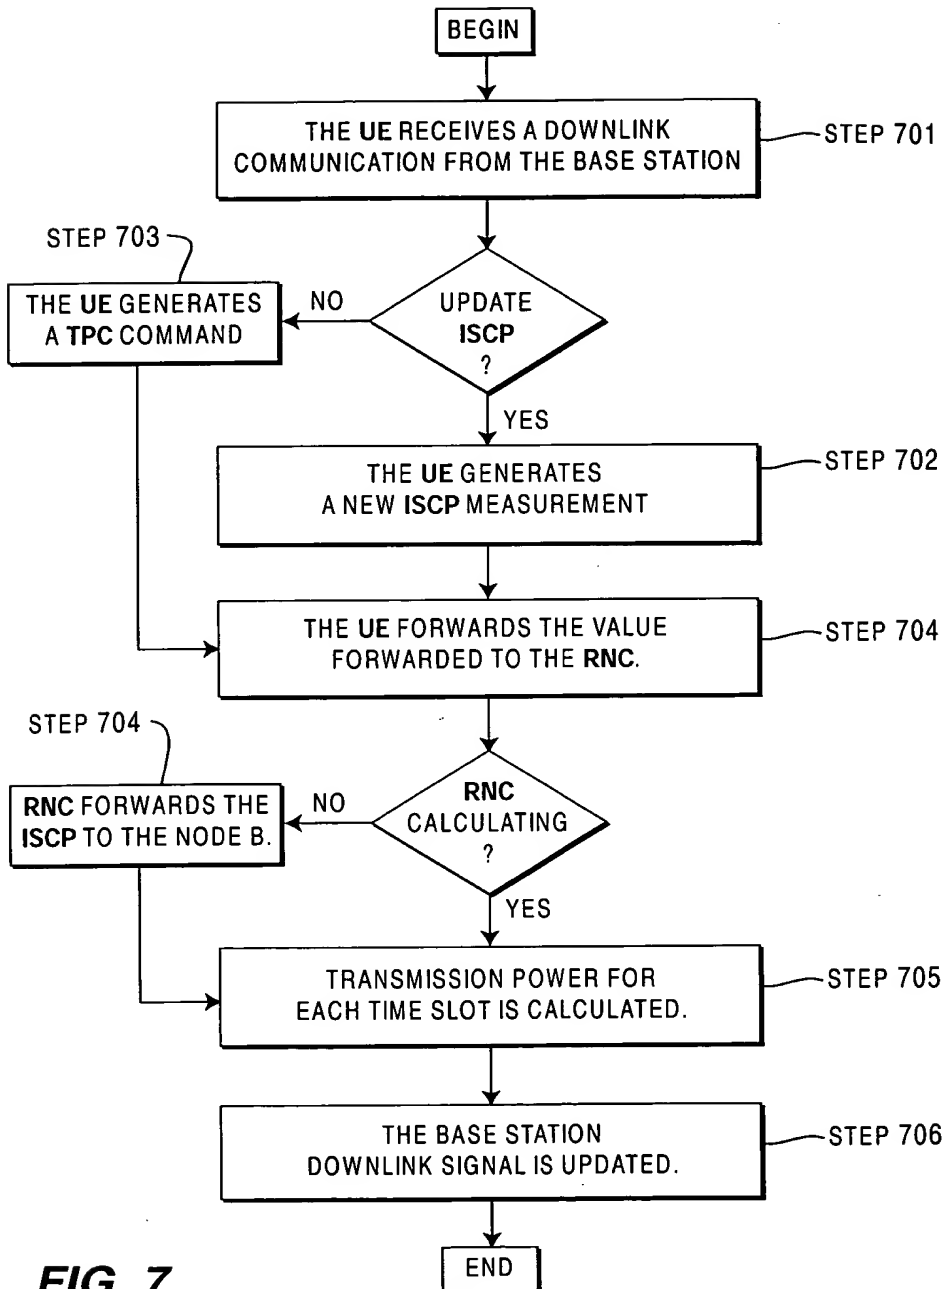 BEGIN
THE UE RECEIVES A DOWNLINK
COMMUNICATION FROM THE BASE STATION
STEP 701
STEP 703
THE UE GENERATES
A TPC COMMAND
NO
UPDATE
ISCP
?
YES
THE UE GENERATES
A NEW ISCP MEASUREMENT
STEP 702
THE UE FORWARDS THE VALUE
FORWARDED TO THE RNC.
STEP 704
STEP 704
RNC FORWARDS THE
ISCP TO THE NODE B.
NO
RNC
CALCULATING
?
YES
TRANSMISSION POWER FOR
EACH TIME SLOT IS CALCULATED.
STEP 705
THE BASE STATION
DOWNLINK SIGNAL IS UPDATED.
STEP 706
END
FIG. 7